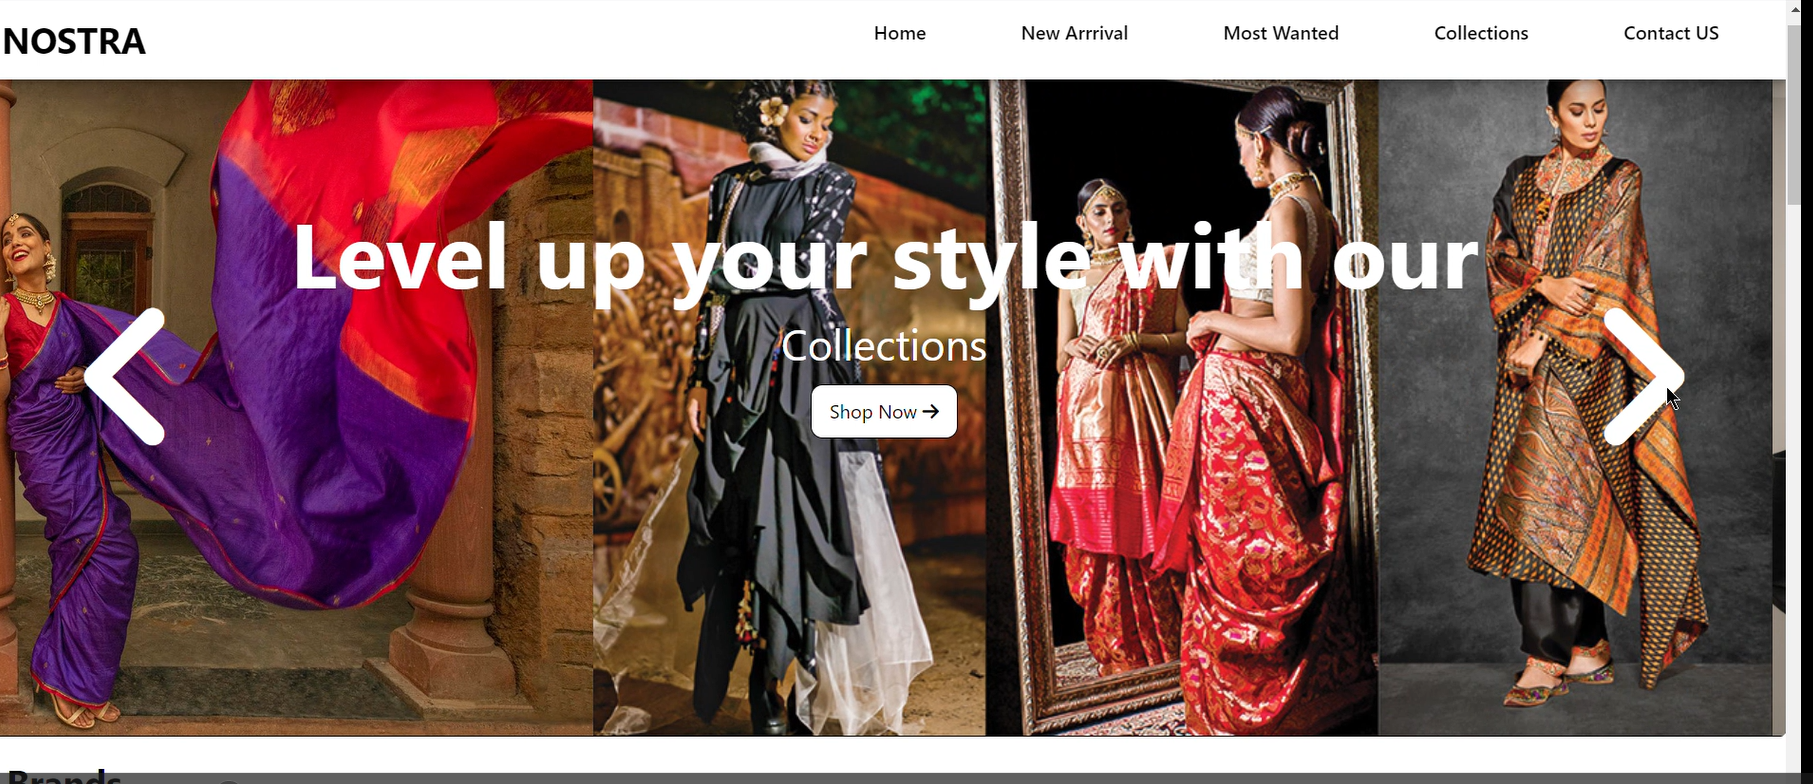 NOSTRA
Home New Arrrival Most Wanted Collections Contact US
Level up your style with our
Collections
Shop Now
Brands